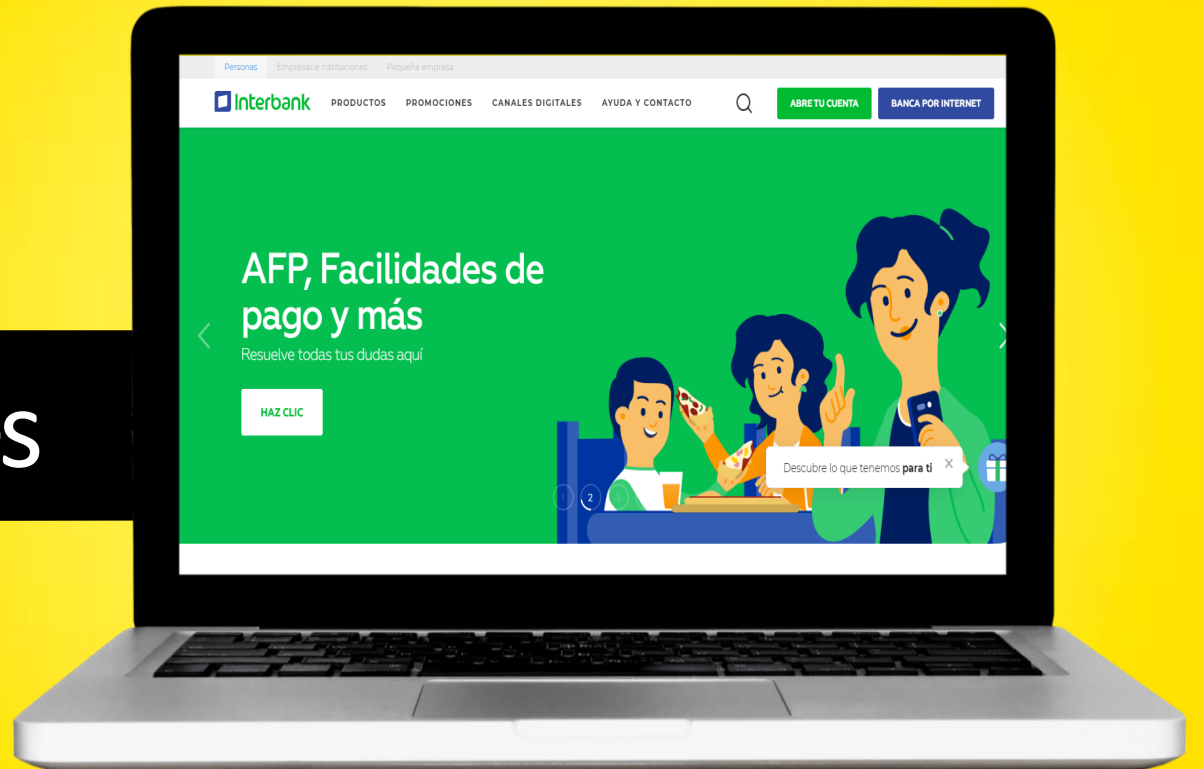 Personas Empresas e instituciones Pequeña empresa
Interbank PRODUCTOS PROMOCIONES CANALES DIGITALES AYUDA Y CONTACTO ABRE TU CUENTA BANCA POR INTERNET
AFP, Facilidades de
pago y más
Resuelve todas tus dudas aquí
HAZ CLIC
s
Descubre lo que tenemos para ti X
1 2 3